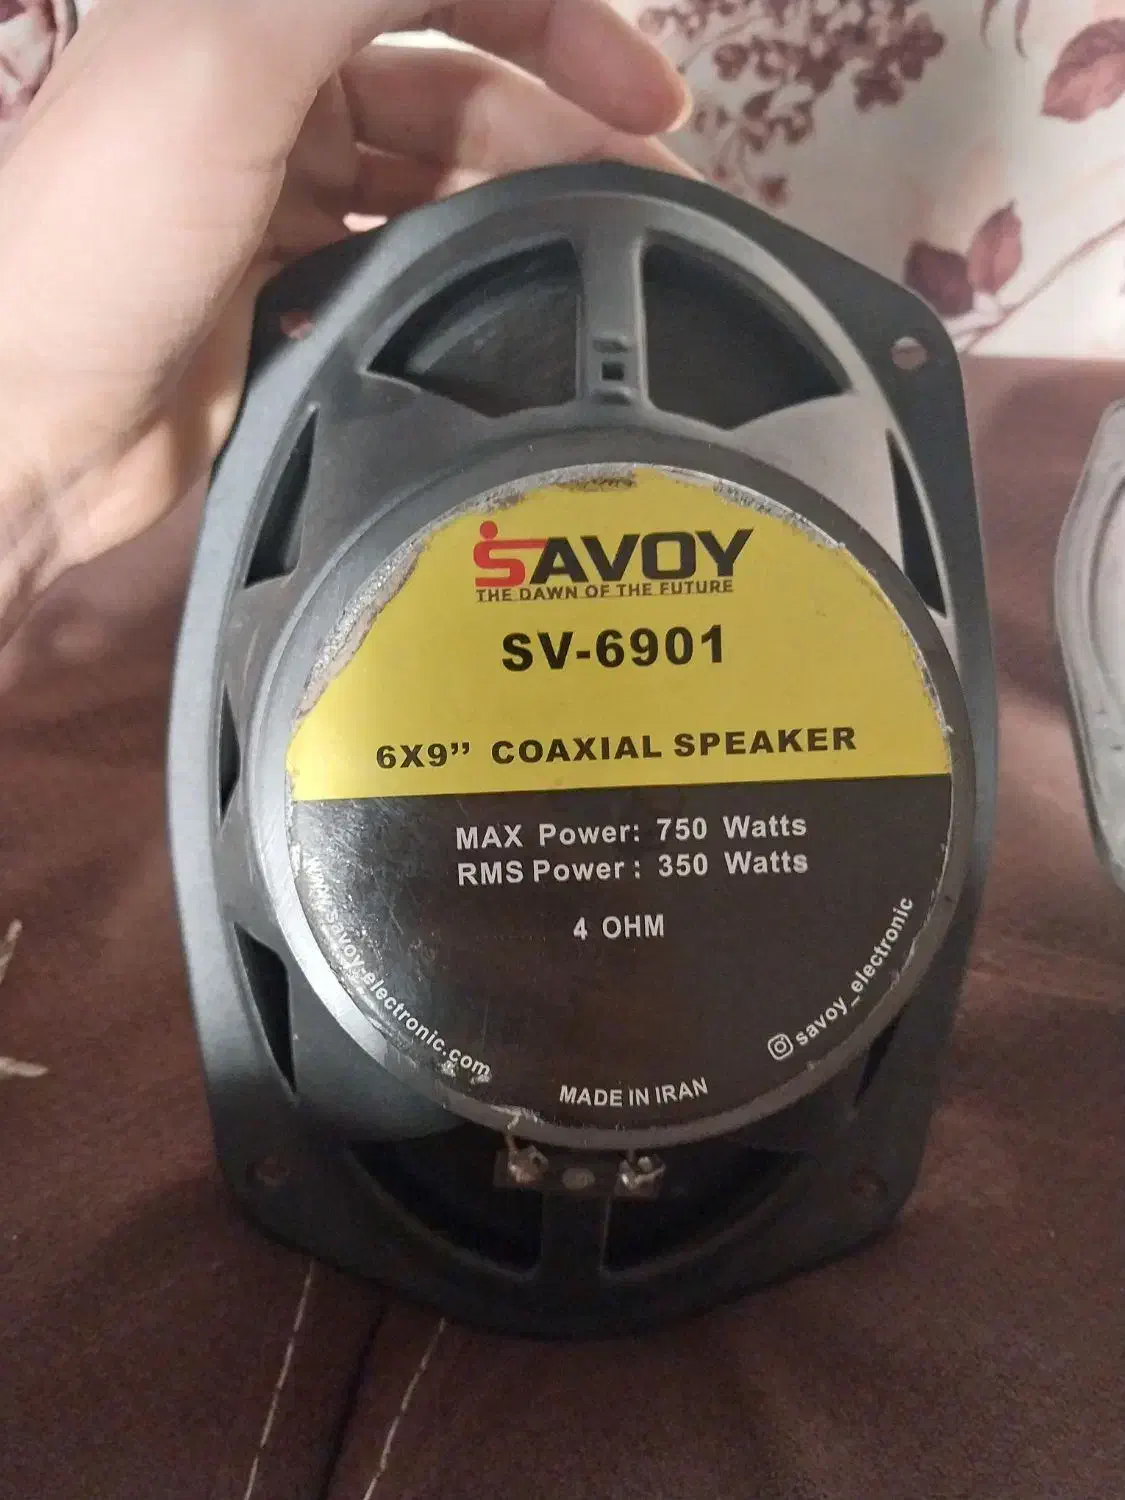 SAVOY
THE DAWN OF THE FUTURE
SV-6901
6X9” COAXIAL SPEAKER
MAX Power: 750 Watts
RMS Power: 350 Watts
4 OHM
www.savoy-electronic.com
savoy_electronic
MADE IN IRAN